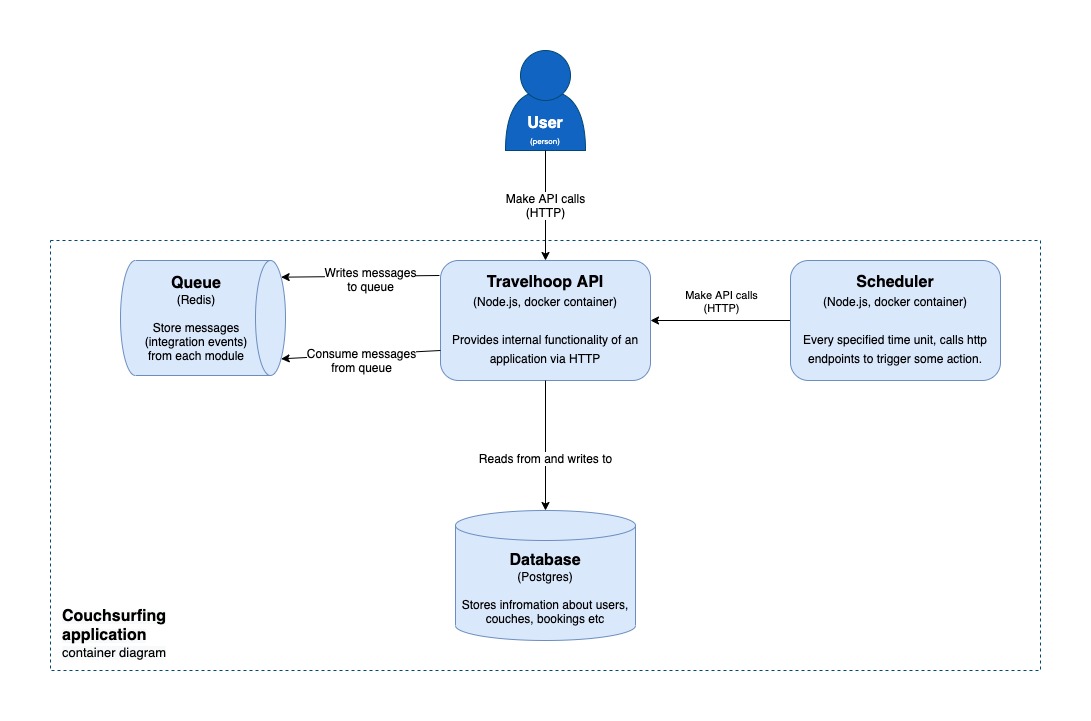 User
(person)
Make API calls
(HTTP)
Queue
(Redis)
Store messages
(integration events)
from each module
Writes messages
to queue
Consume messages
from queue
Travelhoop API
(Node.js, docker container)
Provides internal functionality of an
application via HTTP
Make API calls
(HTTP)
Scheduler
(Node.js, docker container)
Every specified time unit, calls http
endpoints to trigger some action.
Reads from and writes to
Database
(Postgres)
Stores infromation about users,
couches, bookings etc
Couchsurfing
application
container diagram